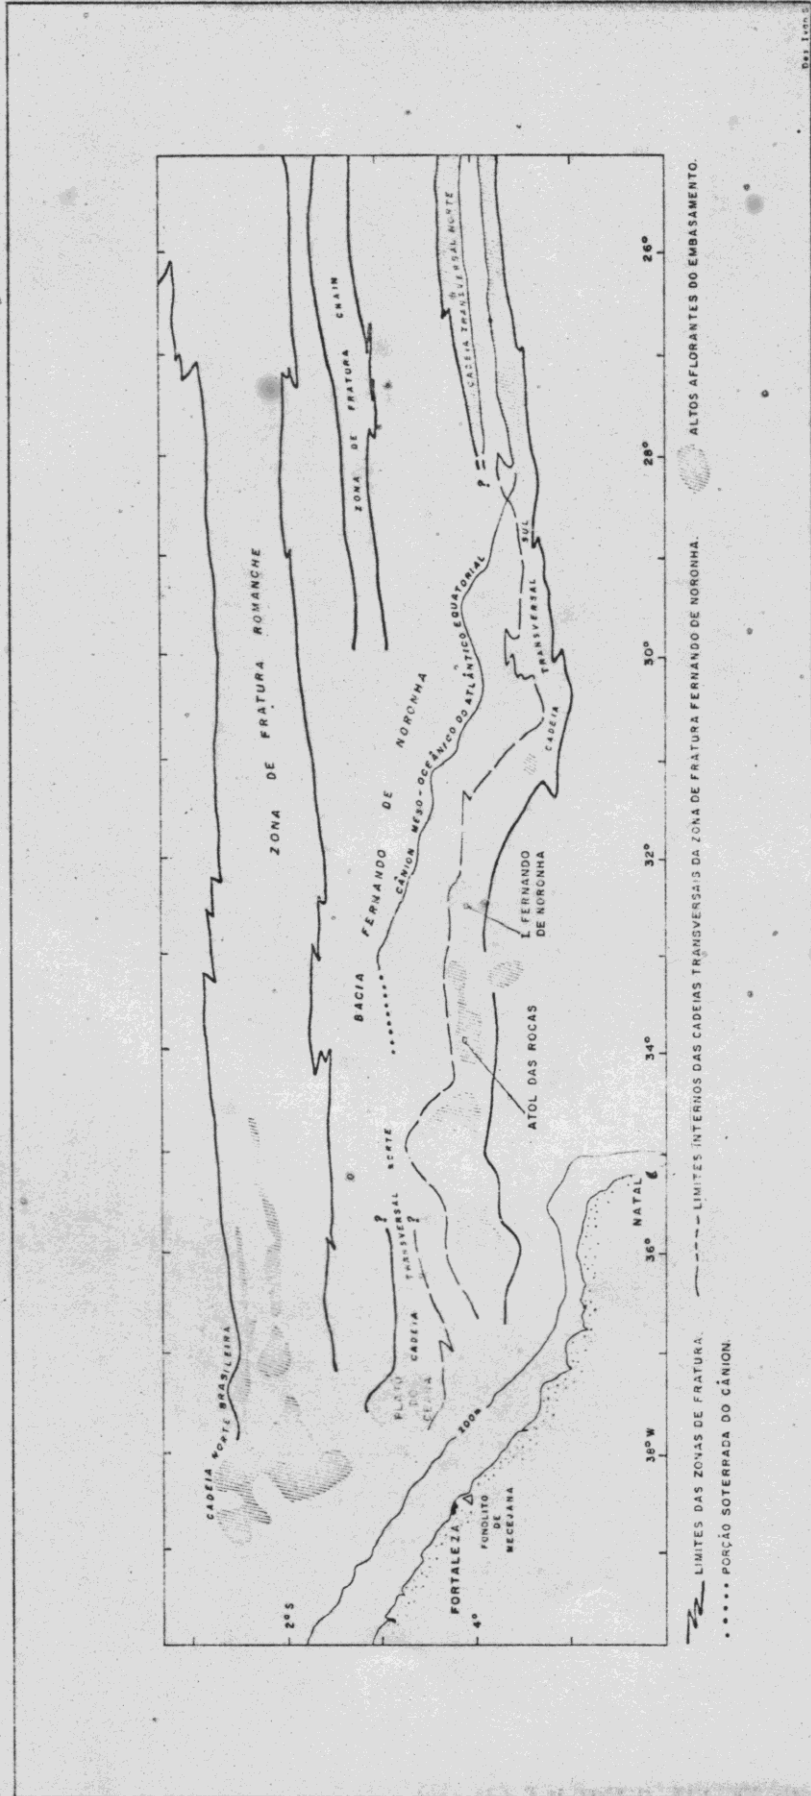 CADEIA NORTE BRASILEIRA
ZONA DE FRATURA ROMANCHE
ZONA DE FRATURA CHAIN
BACIA FERNANDO DE NORONHA
CÂNION MESO-OCEÂNICO DO ATLÂNTICO EQUATORIAL
CADEIA TRANSVERSAL NORTE
?
PLATÔ
DO
CEARÁ
CADEIA TRANSVERSAL NORTE
?
?
CADEIA TRANSVERSAL SUL
I. FERNANDO
DE NORONHA
ATOL DAS ROCAS
200m
FORTALEZA
FONOLITO
DE
MECEJANA
NATAL
2° S
4°
38° W
36°
34°
32°
30°
28°
26°
LIMITES DAS ZONAS DE FRATURA.
LIMITES INTERNOS DAS CADEIAS TRANSVERSAIS DA ZONA DE FRATURA FERNANDO DE NORONHA.
ALTOS AFLORANTES DO EMBASAMENTO.
PORÇÃO SOTERRADA DO CÂNION.